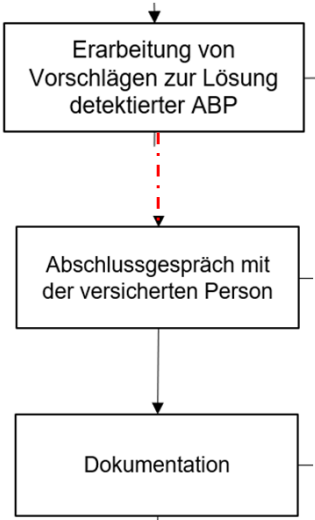 Erarbeitung von
Vorschlägen zur Lösung
detektierter ABP
Abschlussgespräch mit
der versicherten Person
Dokumentation